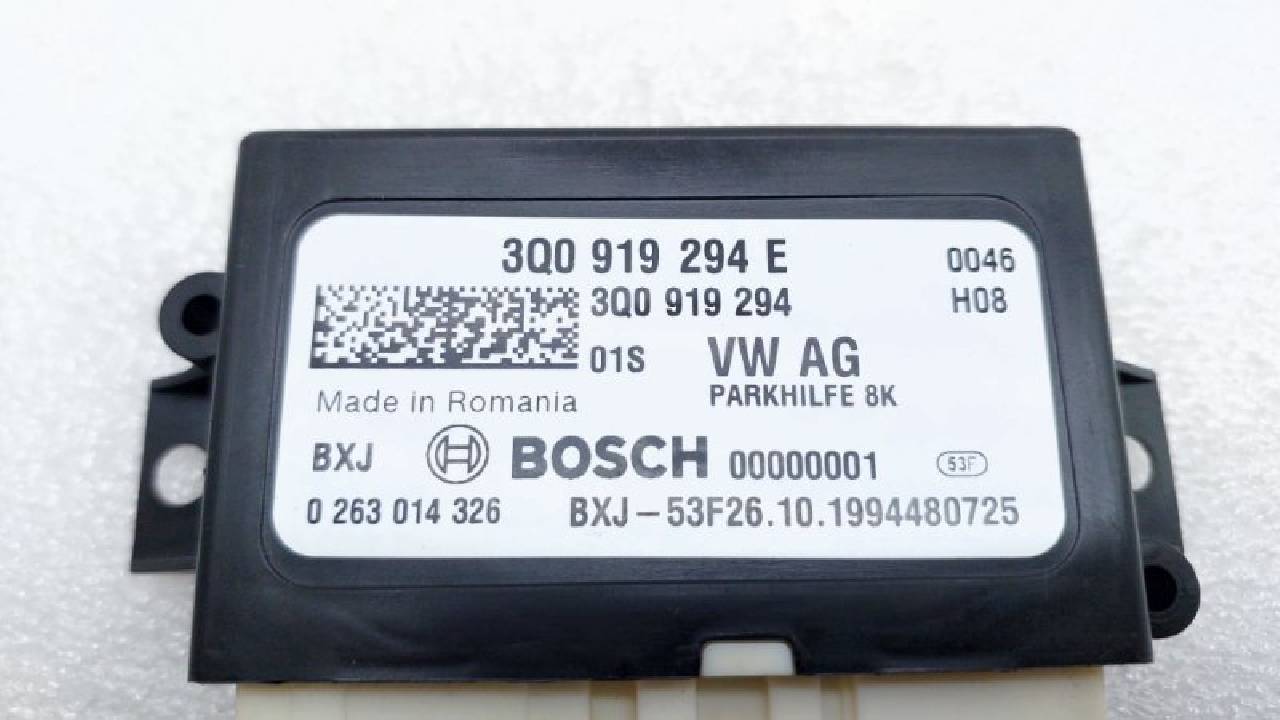 3Q0 919 294 E 0046
3Q0 919 294 H08
01S VW AG
PARKHILFE 8K
Made in Romania
BXJ BOSCH 00000001 53F
0 263 014 326 BXJ-53F26.10.1994480725